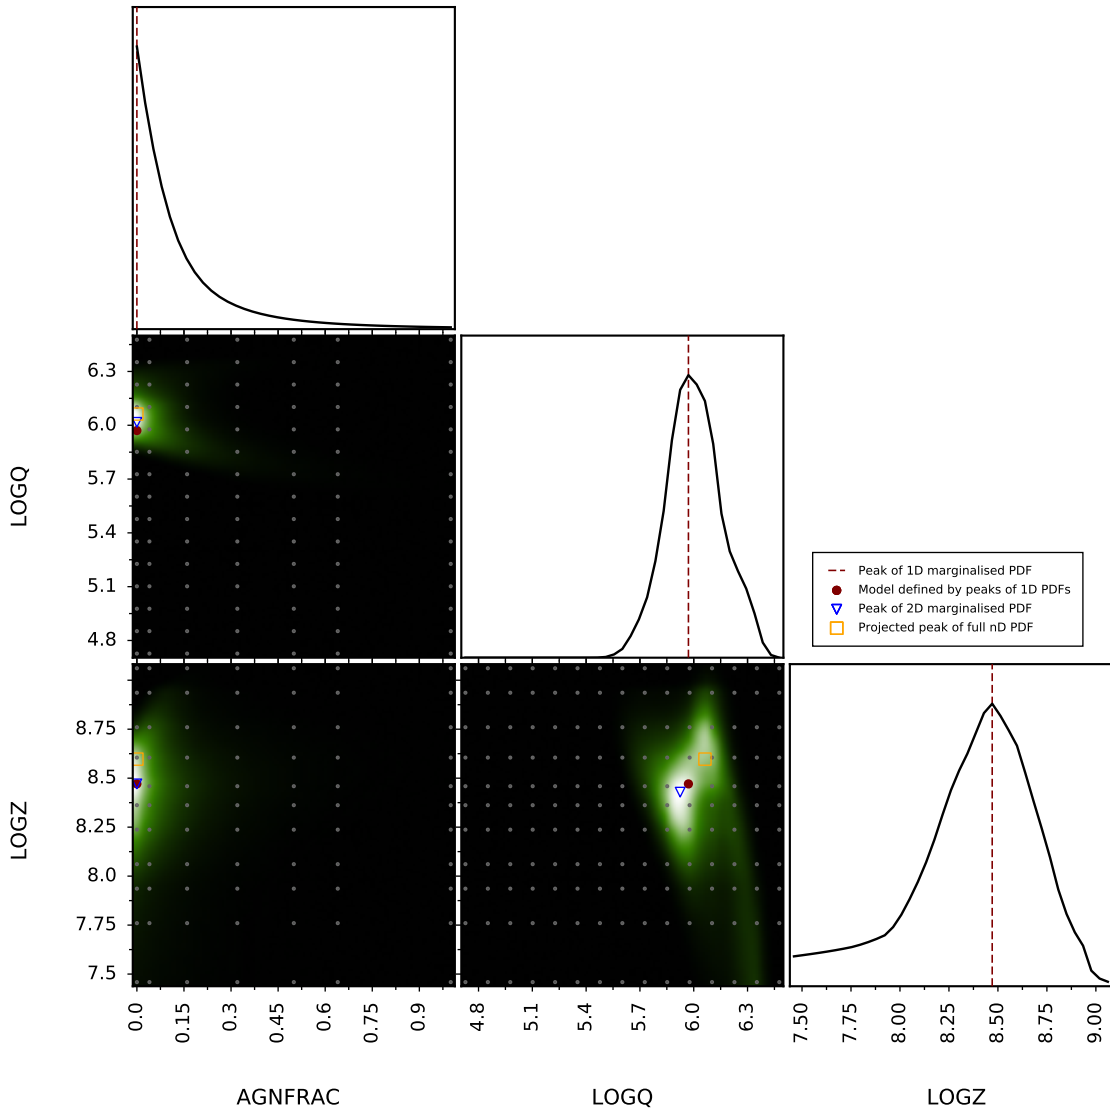 6.3
6.0
5.7
5.4
5.1
4.8
LOGQ
Peak of 1D marginalised PDF
Model defined by peaks of 1D PDFs
Peak of 2D marginalised PDF
Projected peak of full nD PDF
8.75
8.5
8.25
8.0
7.75
7.5
LOGZ
0.0 0.15 0.3 0.45 0.6 0.75 0.9
4.8 5.1 5.4 5.7 6.0 6.3
7.50 7.75 8.00 8.25 8.50 8.75 9.00
AGNFRAC
LOGQ
LOGZ